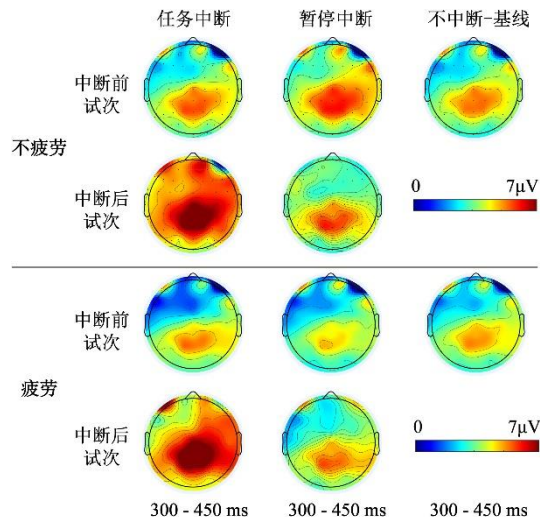 任务中断 暂停中断 不中断-基线
中断前
试次
不疲劳
中断后
试次
0 7μV
中断前
试次
疲劳
中断后
试次
0 7μV
300 - 450 ms 300 - 450 ms 300 - 450 ms